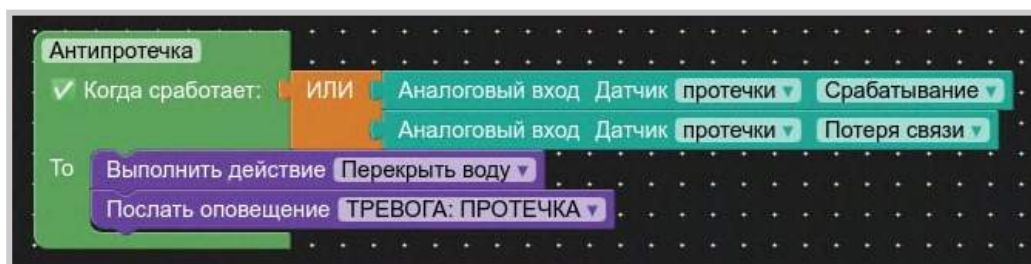 Антипротечка
Когда сработает: ИЛИ Аналоговый вход Датчик протечки Срабатывание
Аналоговый вход Датчик протечки Потеря связи
То Выполнить действие Перекрыть воду
Послать оповещение ТРЕВОГА: ПРОТЕЧКА